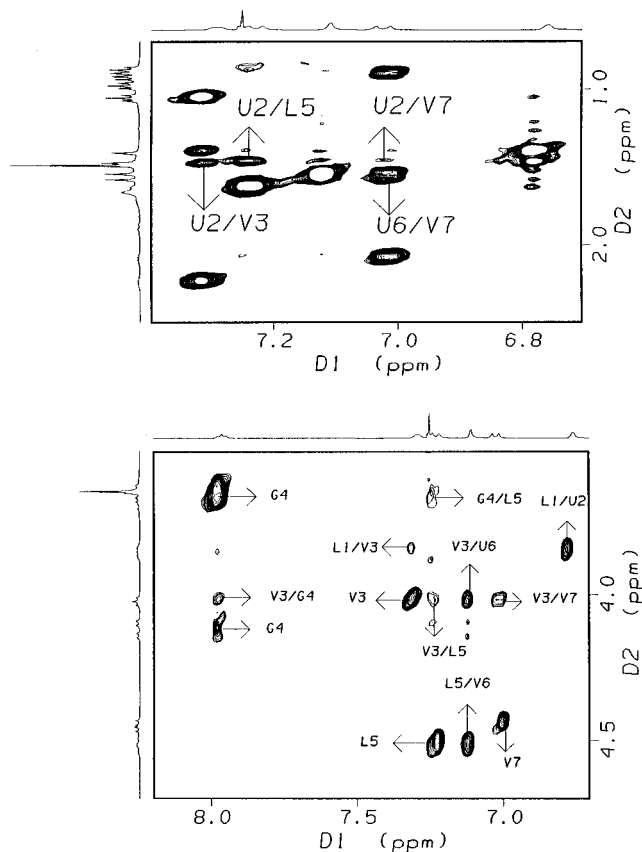 1.0
U2/L5 U2/V7
U2/V3 U6/V7
2.0
D2 (ppm)
7.2 7.0 6.8
D1 (ppm)
G4 G4/L5 L1/U2
L1/V3 V3/U6
V3/G4 V3 V3/V7
4.0
G4 V3/L5
L5/V6
L5 V7
4.5
D2 (ppm)
8.0 7.5 7.0
D1 (ppm)